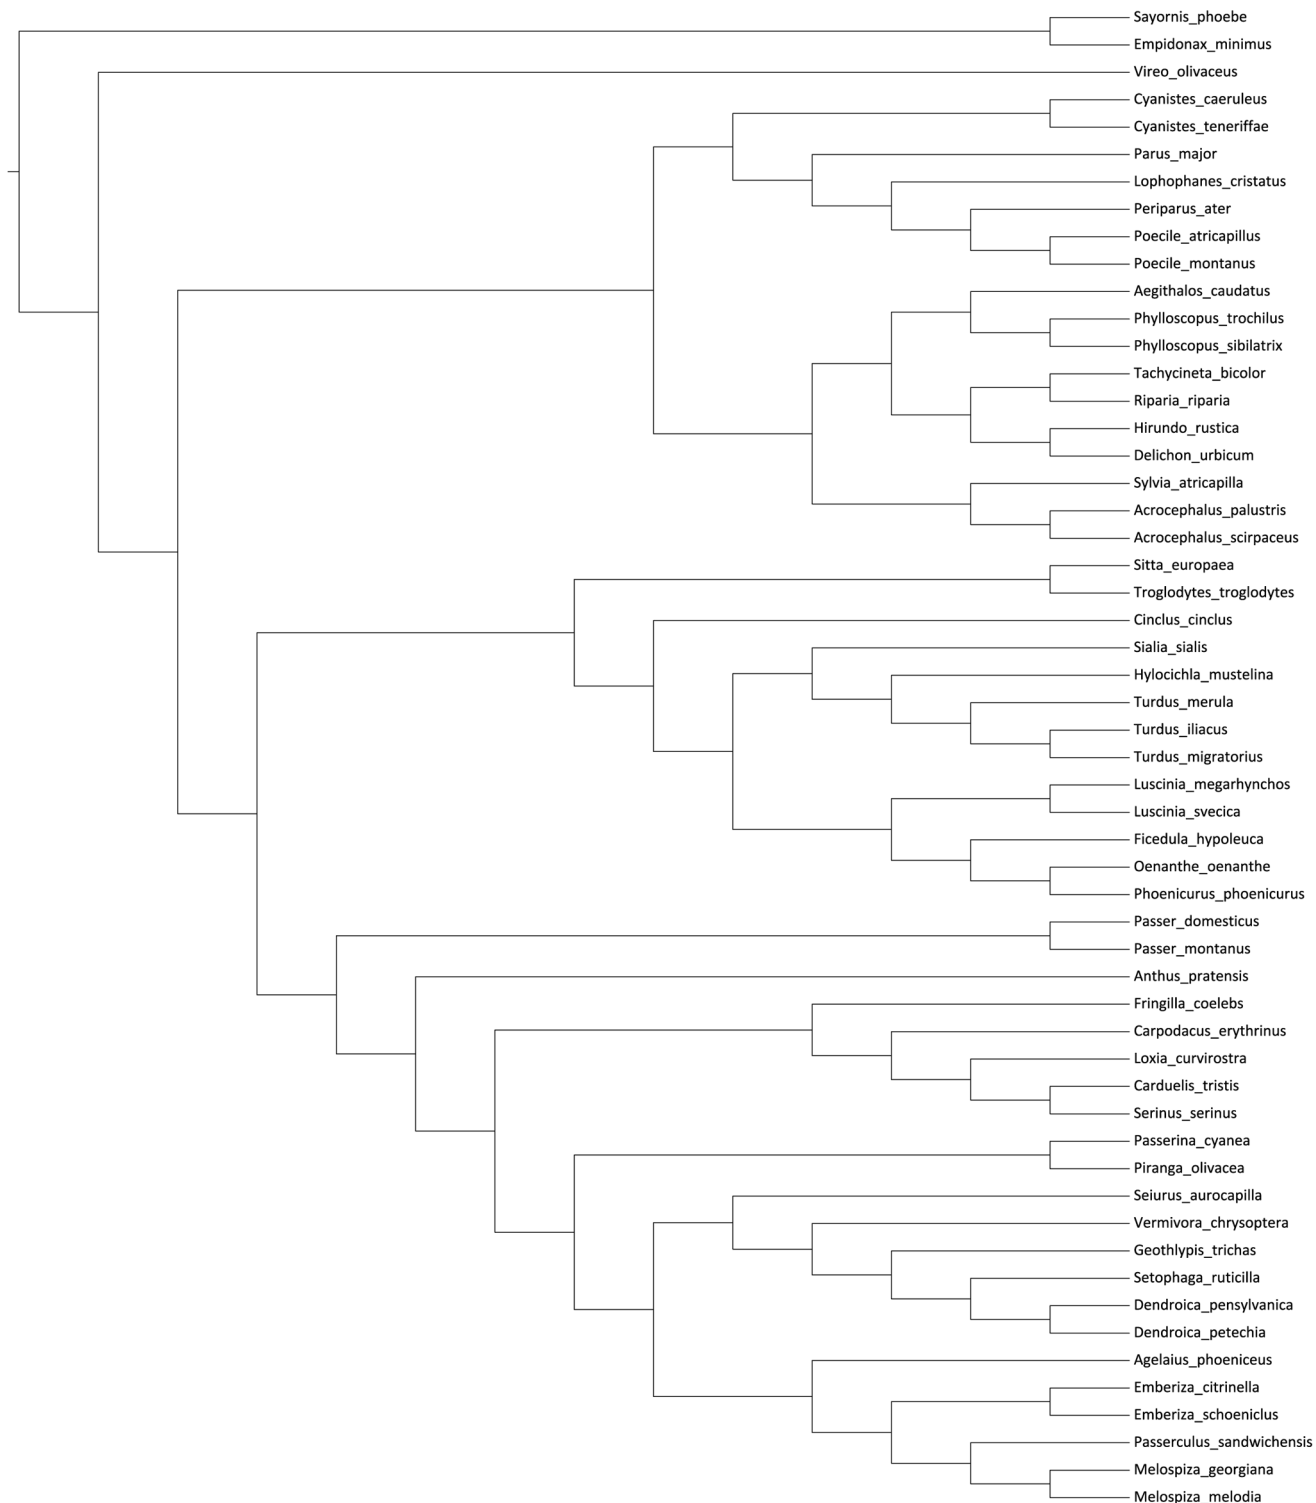 Sayornis_phoebe
Empidonax_minimus
Vireo_olivaceus
Cyanistes_caeruleus
Cyanistes_teneriffae
Parus_major
Lophophanes_cristatus
Periparus_ater
Poecile_atricapillus
Poecile_montanus
Aegithalos_caudatus
Phylloscopus_trochilus
Phylloscopus_sibilatrix
Tachycineta_bicolor
Riparia_riparia
Hirundo_rustica
Delichon_urbicum
Sylvia_atricapilla
Acrocephalus_palustris
Acrocephalus_scirpaceus
Sitta_europaea
Troglodytes_troglodytes
Cinclus_cinclus
Sialia_sialis
Hylocichla_mustelina
Turdus_merula
Turdus_iliacus
Turdus_migratorius
Luscinia_megarhynchos
Luscinia_svecica
Ficedula_hypoleuca
Oenanthe_oenanthe
Phoenicurus_phoenicurus
Passer_domesticus
Passer_montanus
Anthus_pratensis
Fringilla_coelebs
Carpodacus_erythrinus
Loxia_curvirostra
Carduelis_tristis
Serinus_serinus
Passerina_cyanea
Piranga_olivacea
Seiurus_aurocapilla
Vermivora_chrysoptera
Geothlypis_trichas
Setophaga_ruticilla
Dendroica_pensylvanica
Dendroica_petechia
Agelaius_phoeniceus
Emberiza_citrinella
Emberiza_schoeniclus
Passerculus_sandwichensis
Melospiza_georgiana
Melospiza_melodia